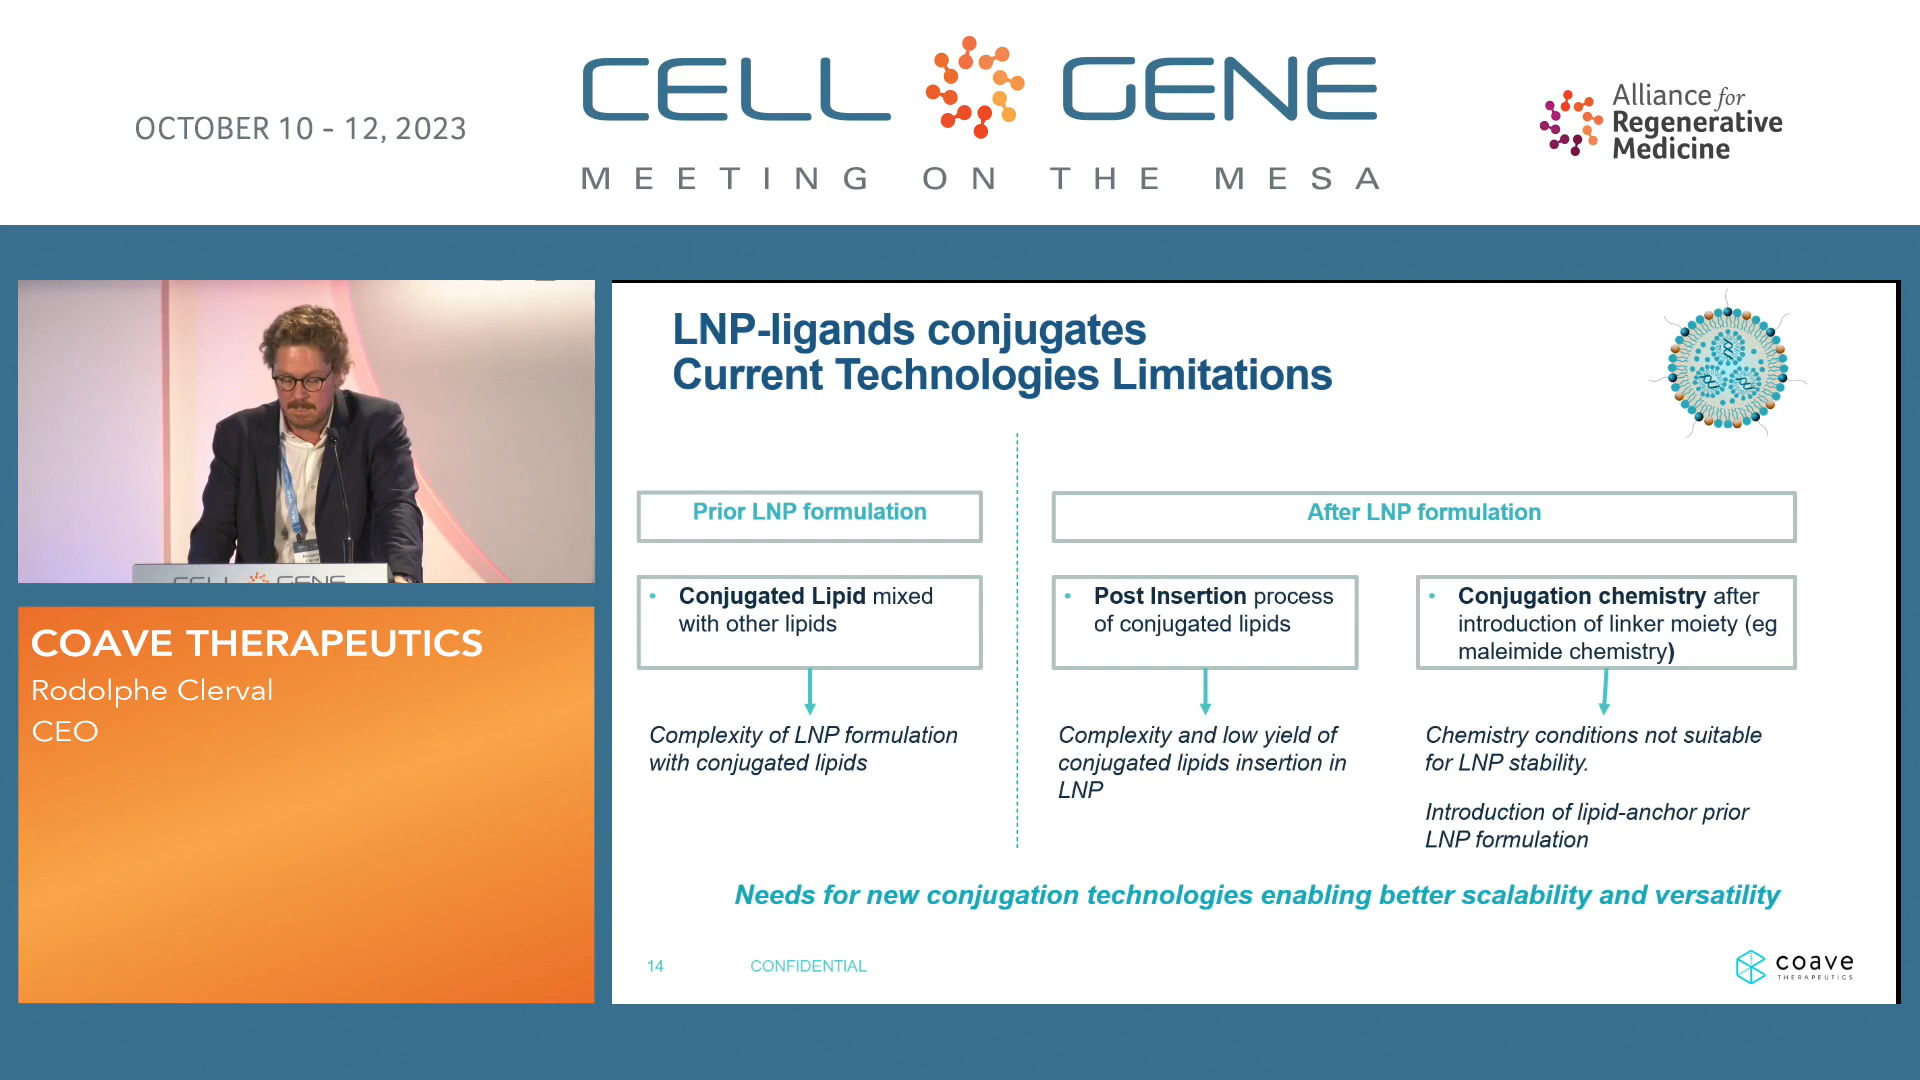 OCTOBER 10 - 12, 2023
CELL GENE
MEETING ON THE MESA
Alliance for
Regenerative
Medicine
CELL GENE
COAVE THERAPEUTICS
Rodolphe Clerval
CEO
LNP-ligands conjugates
Current Technologies Limitations
Prior LNP formulation
After LNP formulation
• Conjugated Lipid mixed
with other lipids
• Post Insertion process
of conjugated lipids
• Conjugation chemistry after
introduction of linker moiety (eg
maleimide chemistry)
Complexity of LNP formulation
with conjugated lipids
Complexity and low yield of
conjugated lipids insertion in
LNP
Chemistry conditions not suitable
for LNP stability.
Introduction of lipid-anchor prior
LNP formulation
Needs for new conjugation technologies enabling better scalability and versatility
14
CONFIDENTIAL
coave
THERAPEUTICS